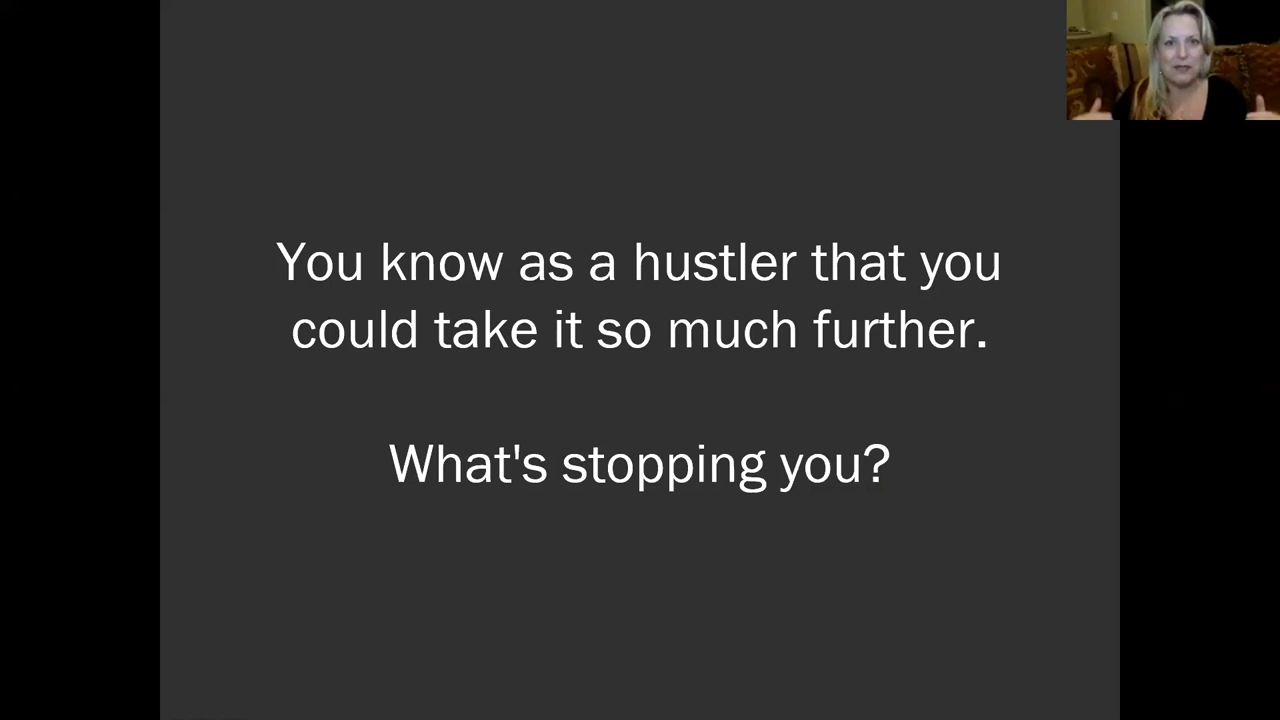 You know as a hustler that you
could take it so much further.
What's stopping you?